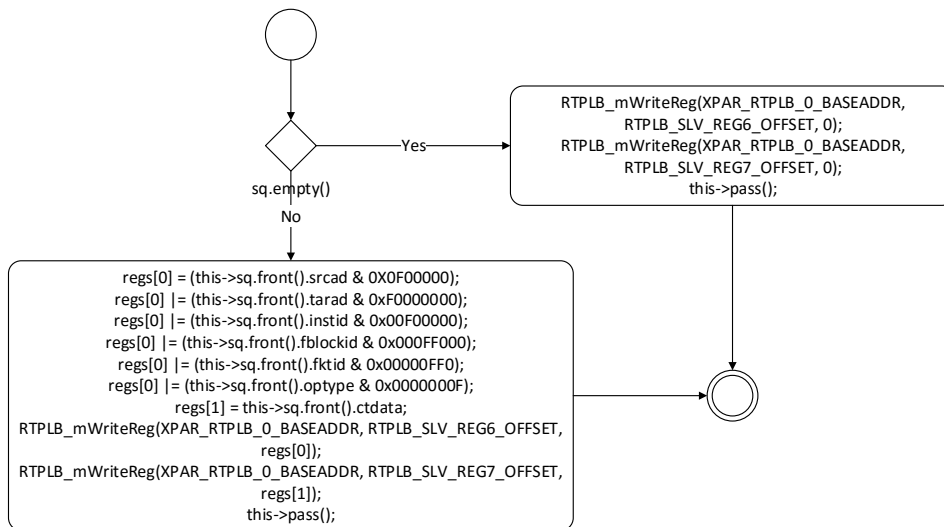 RTPLB_mWriteReg(XPAR_RTPLB_0_BASEADDR,
RTPLB_SLV_REG6_OFFSET, 0);
RTPLB_mWriteReg(XPAR_RTPLB_0_BASEADDR,
RTPLB_SLV_REG7_OFFSET, 0);
this->pass();
Yes
sq.empty()
No
regs[0] = (this->sq.front().srcad & 0X0F00000);
regs[0] |= (this->sq.front().tarad & 0xF0000000);
regs[0] |= (this->sq.front().instid & 0x00F00000);
regs[0] |= (this->sq.front().fblockid & 0x000FF000);
regs[0] |= (this->sq.front().fktid & 0x00000FF0);
regs[0] |= (this->sq.front().optype & 0x0000000F);
regs[1] = this->sq.front().ctdata;
RTPLB_mWriteReg(XPAR_RTPLB_0_BASEADDR, RTPLB_SLV_REG6_OFFSET,
regs[0]);
RTPLB_mWriteReg(XPAR_RTPLB_0_BASEADDR, RTPLB_SLV_REG7_OFFSET,
regs[1]);
this->pass();